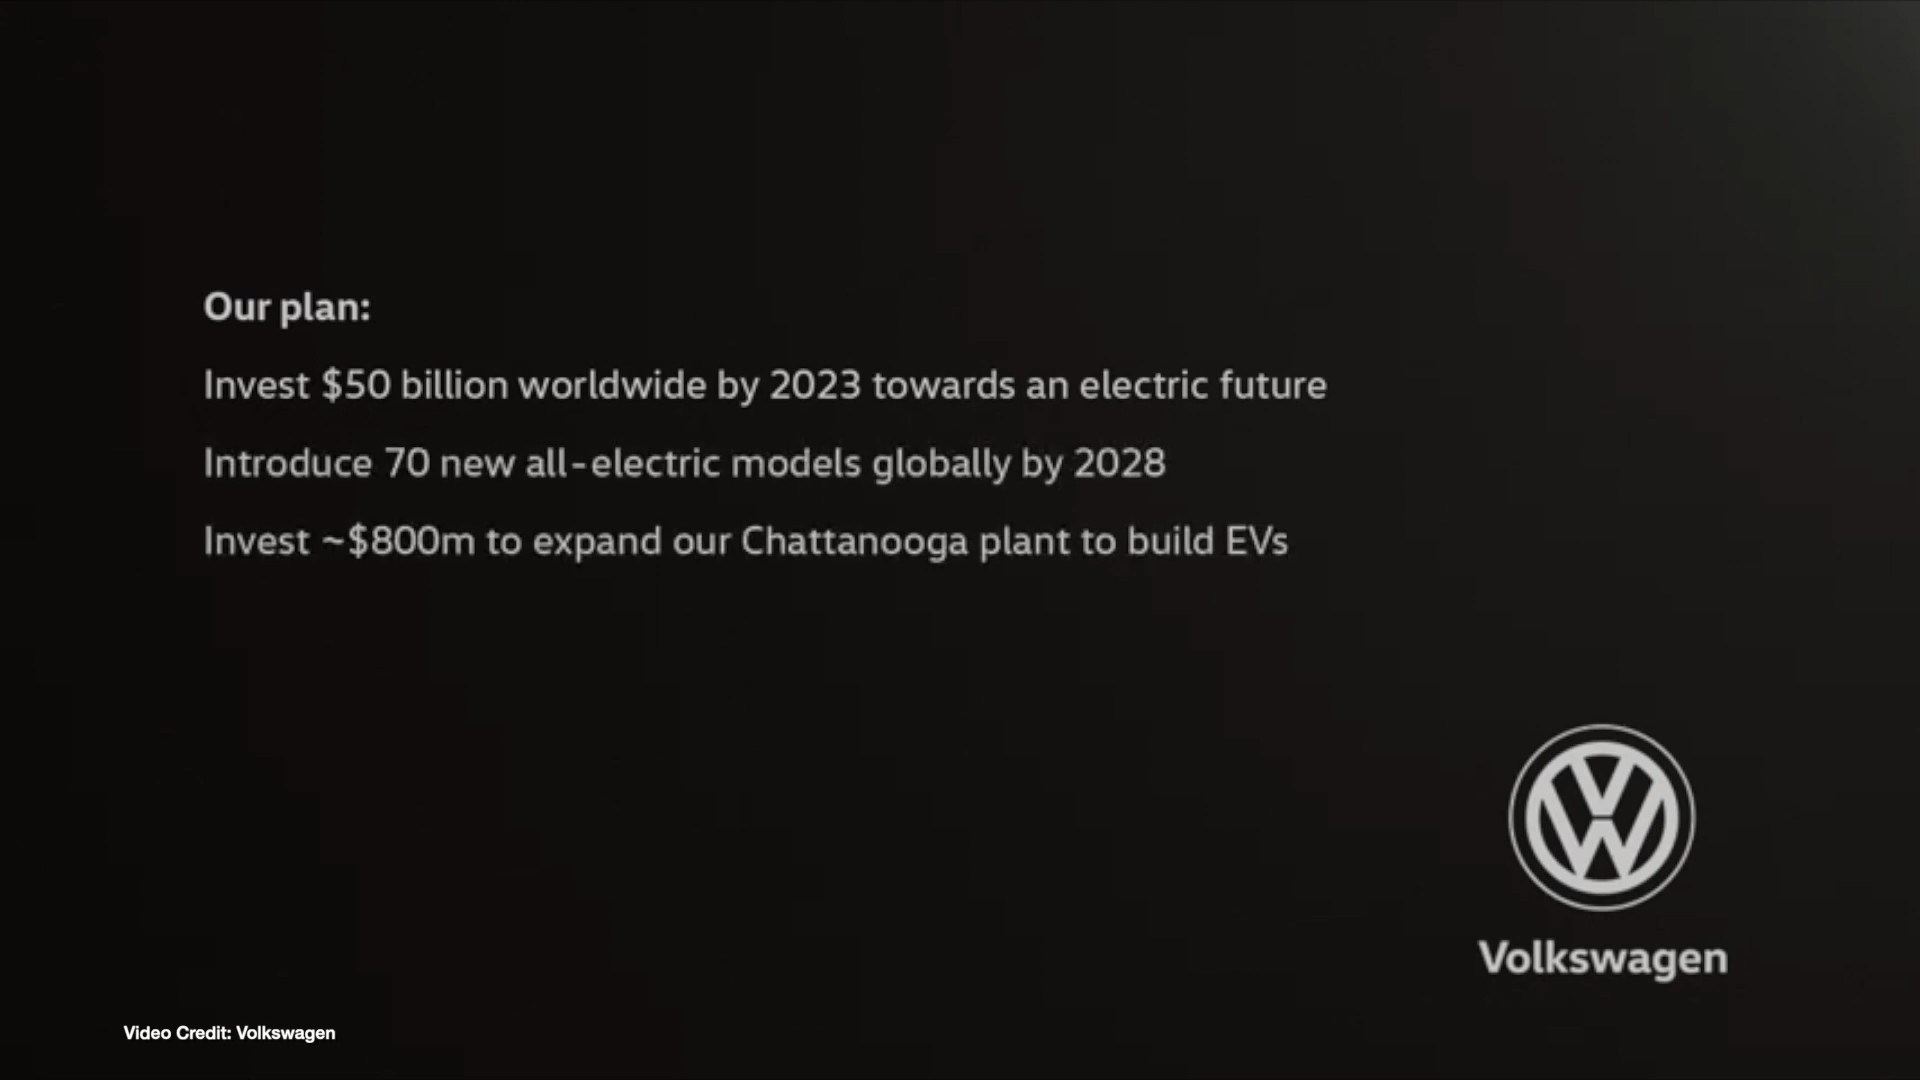 Our plan:
Invest $50 billion worldwide by 2023 towards an electric future
Introduce 70 new all-electric models globally by 2028
Invest ~$800m to expand our Chattanooga plant to build EVs
Volkswagen
Video Credit: Volkswagen